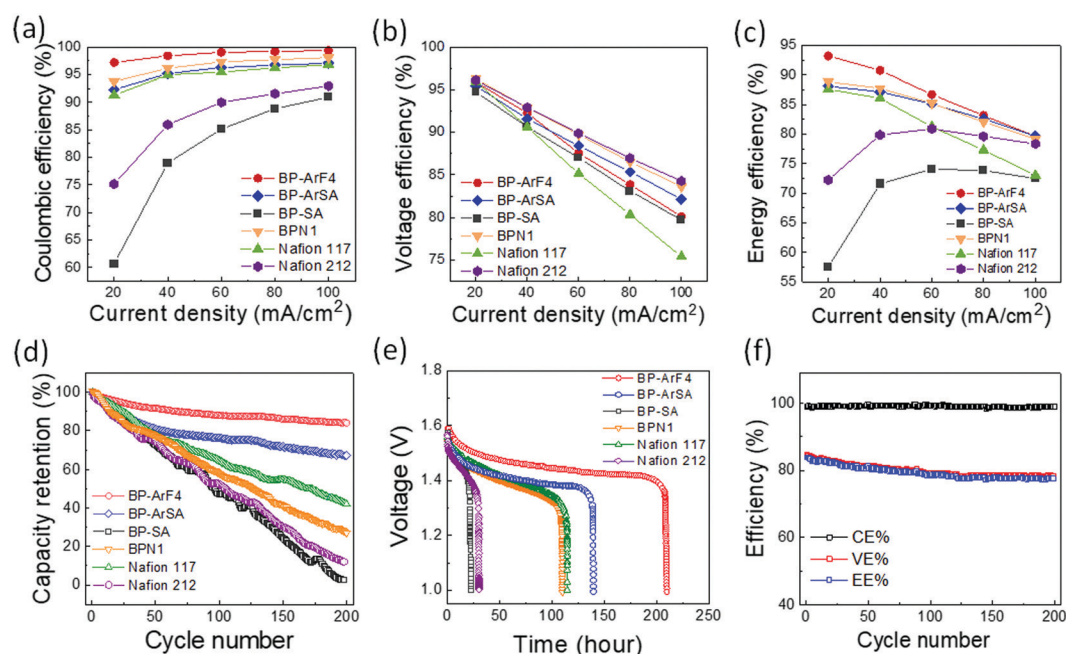 (a)
Coulombic efficiency (%)
100
95
90
85
80
75
70
65
60
BP-ArF4
BP-ArSA
BP-SA
BPN1
Nafion 117
Nafion 212
20 40 60 80 100
Current density (mA/cm²)
(b)
Voltage efficiency (%)
100
95
90
85
80
75
BP-ArF4
BP-ArSA
BP-SA
BPN1
Nafion 117
Nafion 212
20 40 60 80 100
Current density (mA/cm²)
(c)
Energy efficiency (%)
95
90
85
80
75
70
65
60
55
BP-ArF4
BP-ArSA
BP-SA
BPN1
Nafion 117
Nafion 212
20 40 60 80 100
Current density (mA/cm²)
(d)
Capacity retention (%)
100
80
60
40
20
0
BP-ArF4
BP-ArSA
BP-SA
BPN1
Nafion 117
Nafion 212
0 50 100 150 200
Cycle number
(e)
Voltage (V)
1.8
1.6
1.4
1.2
1.0
BP-ArF4
BP-ArSA
BP-SA
BPN1
Nafion 117
Nafion 212
0 50 100 150 200 250
Time (hour)
(f)
Efficiency (%)
120
100
80
60
40
CE%
VE%
EE%
0 50 100 150 200
Cycle number